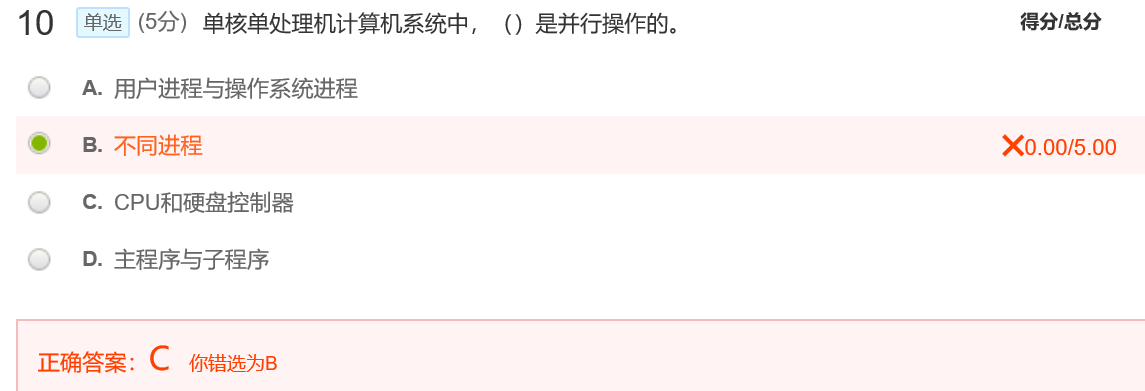 10 单选 (5分) 单核单处理机计算机系统中，（）是并行操作的。 得分/总分
A. 用户进程与操作系统进程
B. 不同进程 ×0.00/5.00
C. CPU和硬盘控制器
D. 主程序与子程序
正确答案：C 你错选为B